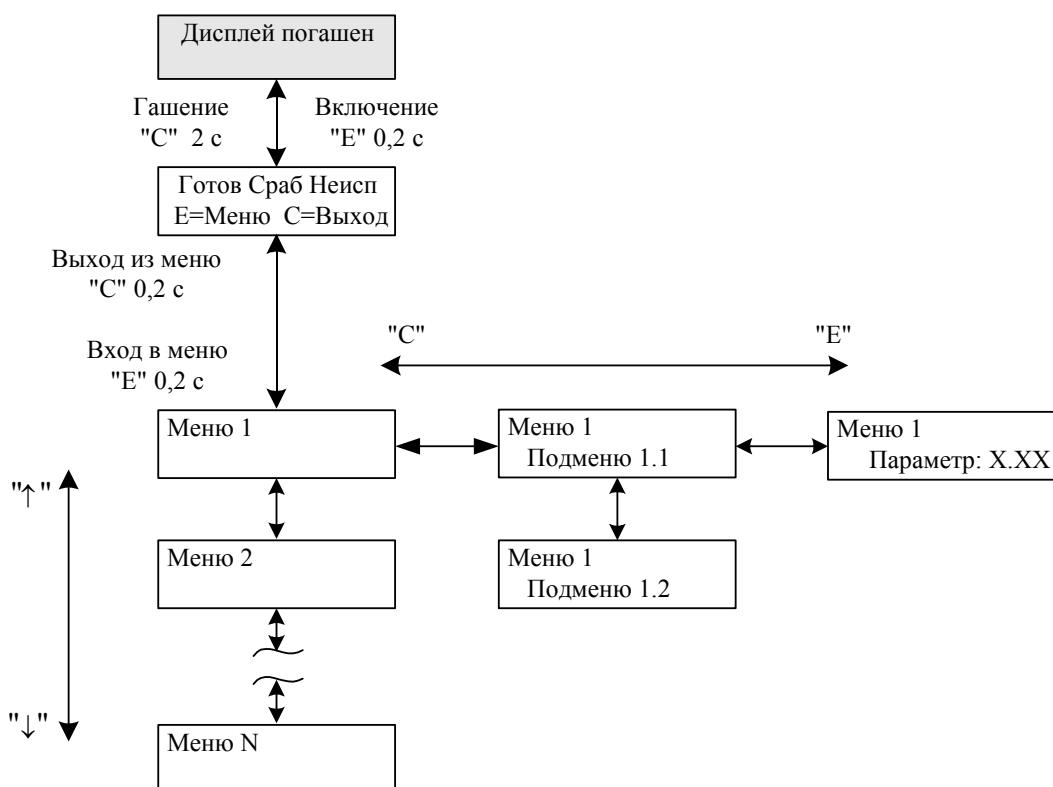 Дисплей погашен
Гашение
"C" 2 с
Включение
"E" 0,2 с
Готов Сраб Неисп
E=Меню C=Выход
Выход из меню
"C" 0,2 с
Вход в меню
"E" 0,2 с
"C"
"E"
Меню 1
Меню 1
Подменю 1.1
Меню 1
Параметр: X.XX
"↑"
Меню 2
Меню 1
Подменю 1.2
"↓"
Меню N